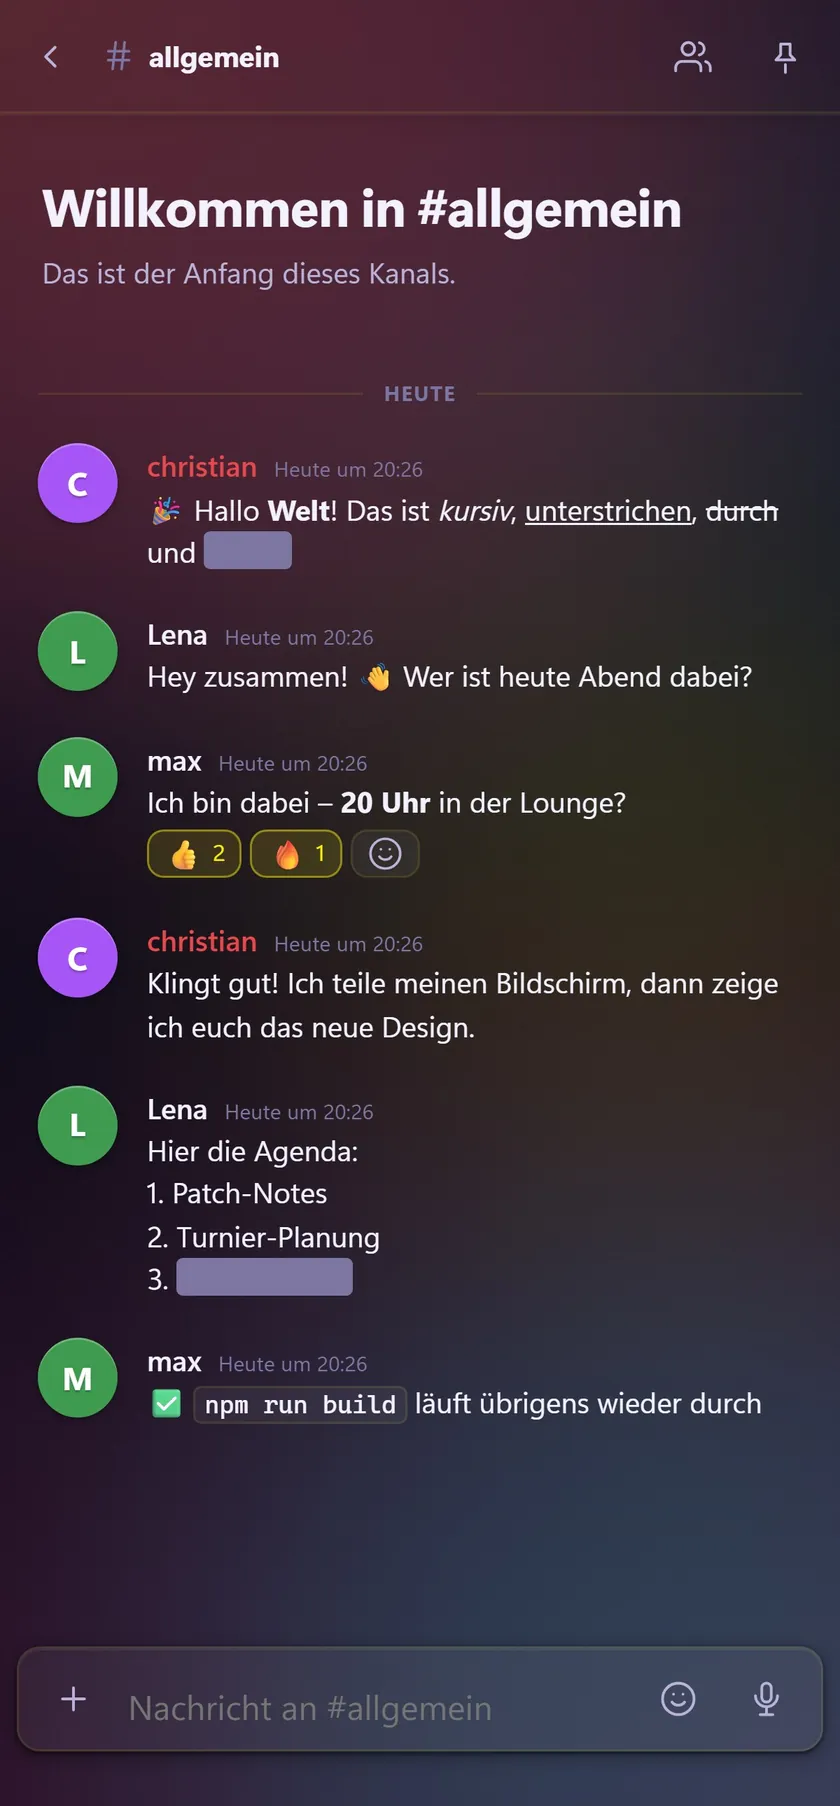 # allgemein
Willkommen in #allgemein
Das ist der Anfang dieses Kanals.
HEUTE
C
christian Heute um 20:26
🎉 Hallo Welt! Das ist kursiv, unterstrichen, durch
und
L
Lena Heute um 20:26
Hey zusammen! 👋 Wer ist heute Abend dabei?
M
max Heute um 20:26
Ich bin dabei – 20 Uhr in der Lounge?
👍 2 🔥 1
C
christian Heute um 20:26
Klingt gut! Ich teile meinen Bildschirm, dann zeige
ich euch das neue Design.
L
Lena Heute um 20:26
Hier die Agenda:
1. Patch-Notes
2. Turnier-Planung
3.
M
max Heute um 20:26
✅ npm run build läuft übrigens wieder durch
Nachricht an #allgemein